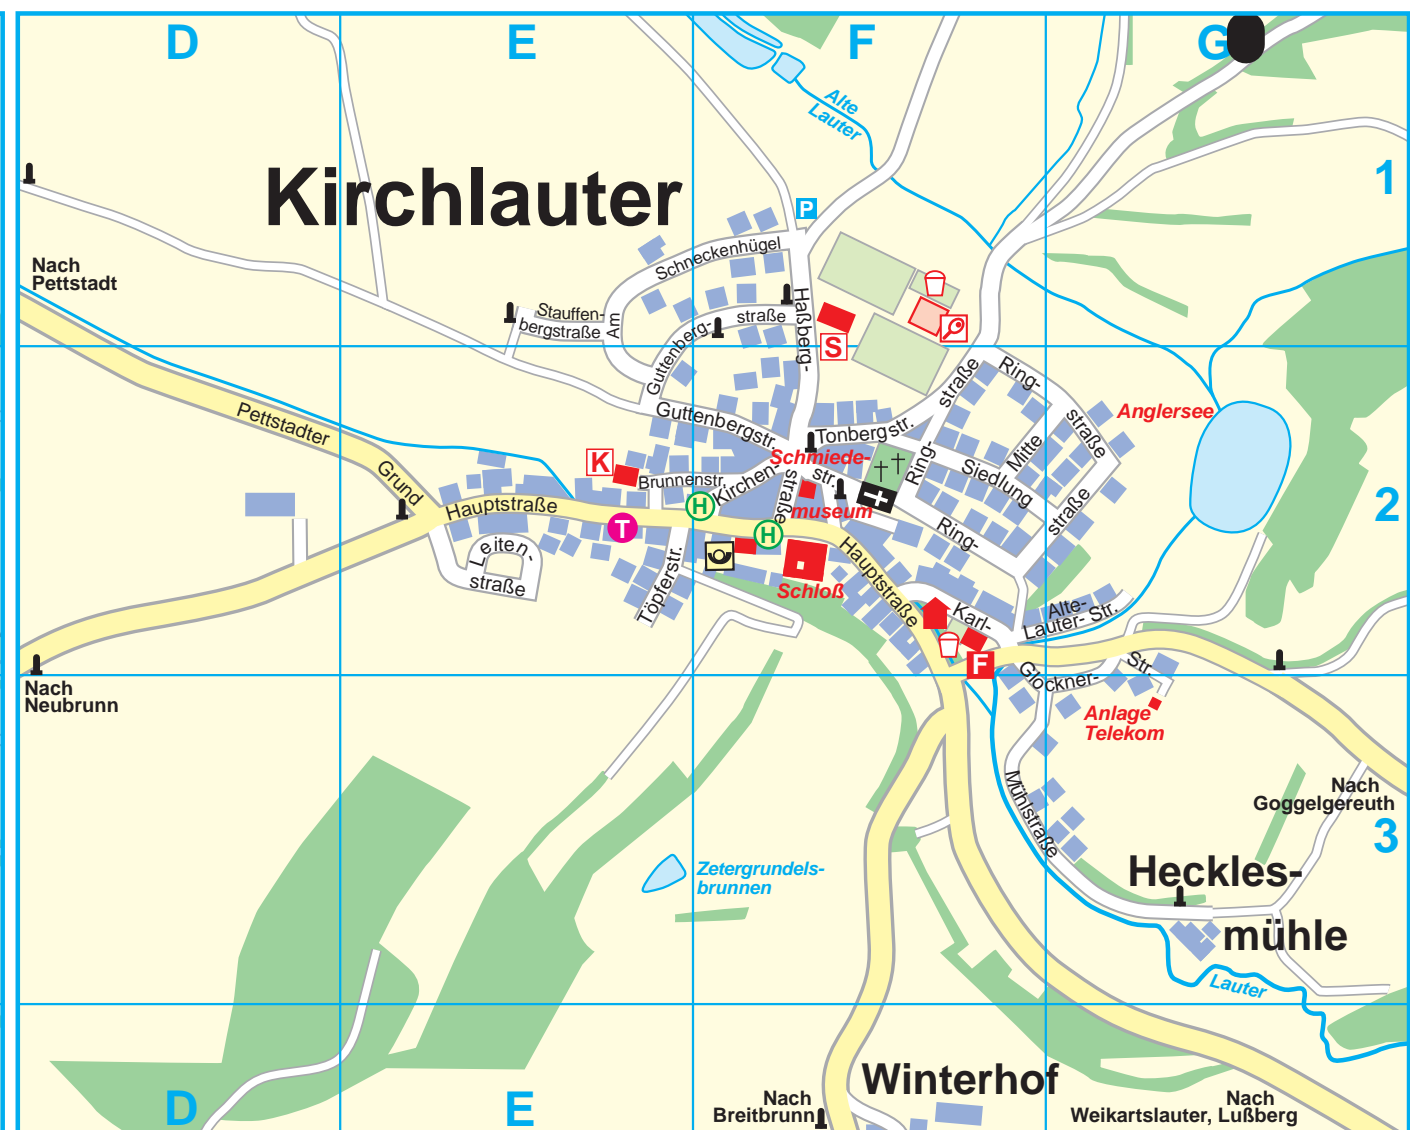 D
E
F
G
Alte
Lauter
1
Kirchlauter
P
Nach
Pettstadt
Schneckenhügel
Stauffen-
bergstraße
Am
Guttenberg-
straße
Haßberg-
S
straße
Ring-
straße
Pettstadter
Grund
Guttenbergstr.
Tonbergstr.
Anglersee
K
Brunnenstr.
Kirchen-
straße
Schmiede-
str.
museum
Ring-
Siedlung
Mitte
straße
Ring-
2
Hauptstraße
H
T
H
Leiten-
straße
Töpferstr.
Schloß
Hauptstraße
Karl-
Alte-
Lauter- Str.
F
Glöckner-
Str.
Nach
Neubrunn
Anlage
Telekom
Mühlstraße
Nach
Goggelgereuth
3
Zetergrundels-
brunnen
Heckles-
mühle
Lauter
Winterhof
D
E
Nach
Breitbrunn
Nach
Weikartslauter, Lußberg